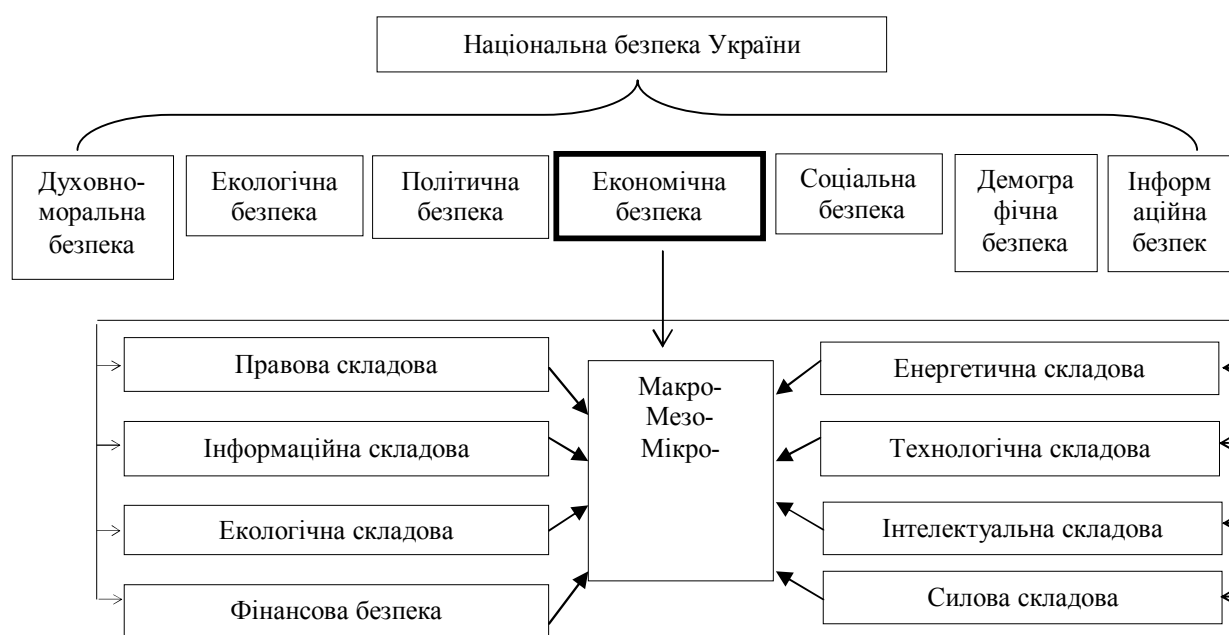 Національна безпека України
Духовно-
моральна
безпека
Екологічна
безпека
Політична
безпека
Економічна
безпека
Соціальна
безпека
Демогра
фічна
безпека
Інформ
аційна
безпек
Правова складова
Інформаційна складова
Екологічна складова
Фінансова безпека
Макро-
Мезо-
Мікро-
Енергетична складова
Технологічна складова
Інтелектуальна складова
Силова складова